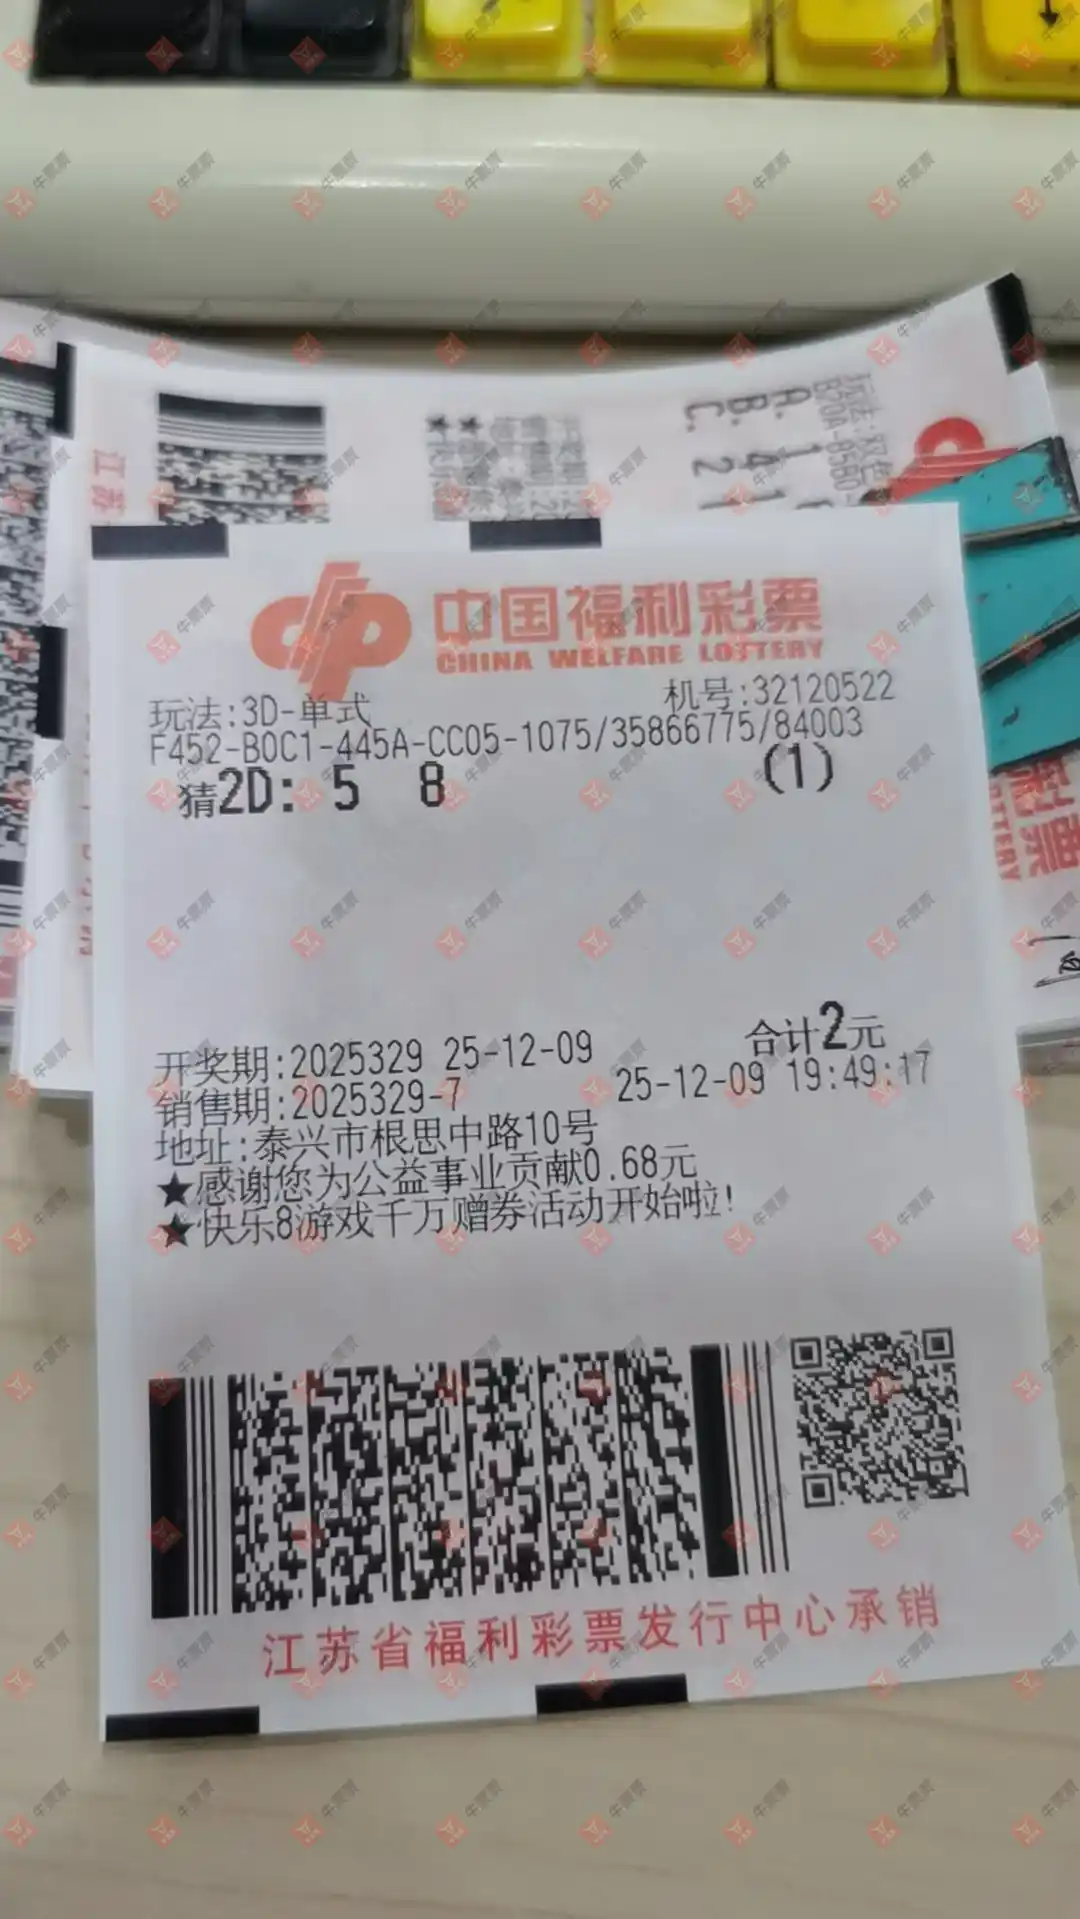 中国福利彩票
CHINA WELFARE LOTTERY
玩法:3D-单式 机号:32120522
F452-B0C1-445A-CC05-1075/35866775/84003
猜2D: 5 8 (1)
合计2元
开奖期:2025329 25-12-09
销售期:2025329-7 25-12-09 19:49:17
地址:泰兴市根思中路10号
★感谢您为公益事业贡献0.68元
★快乐8游戏千万赠券活动开始啦!
江苏省福利彩票发行中心承销
牛票票